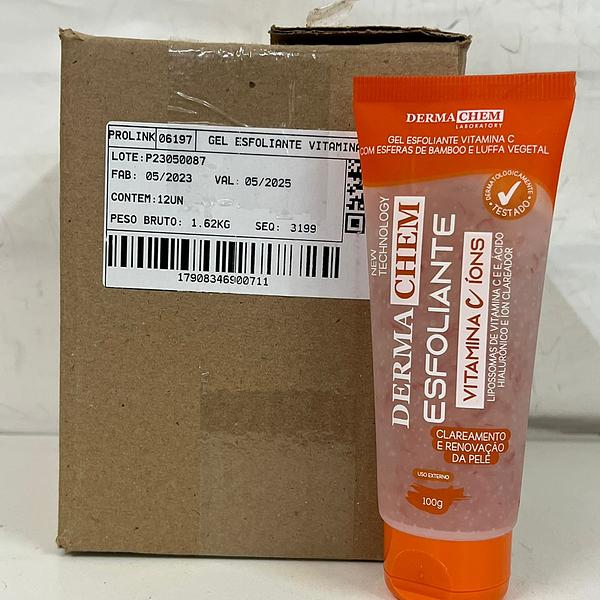 PROLINK 06197 GEL ESFOLIANTE VITAMINA
LOTE:P23050087
FAB: 05/2023 VAL: 05/2025
CONTEM:12UN
PESO BRUTO: 1.62KG SEQ: 3199
17908346900711
DERMA CHEM
LABORATORY
GEL ESFOLIANTE VITAMINA C
COM ESFERAS DE BAMBOO E LUFFA VEGETAL
DERMATOLOGICAMENTE
TESTADO
NEW
TECHNOLOGY
DERMA CHEM
ESFOLIANTE
VITAMINA C ÍONS
LIPOSSOMAS DE VITAMINA C E E, ÁCIDO
HIALURÔNICO E ÍON CLAREADOR
CLAREAMENTO
E RENOVAÇÃO
DA PELE
USO EXTERNO
100g